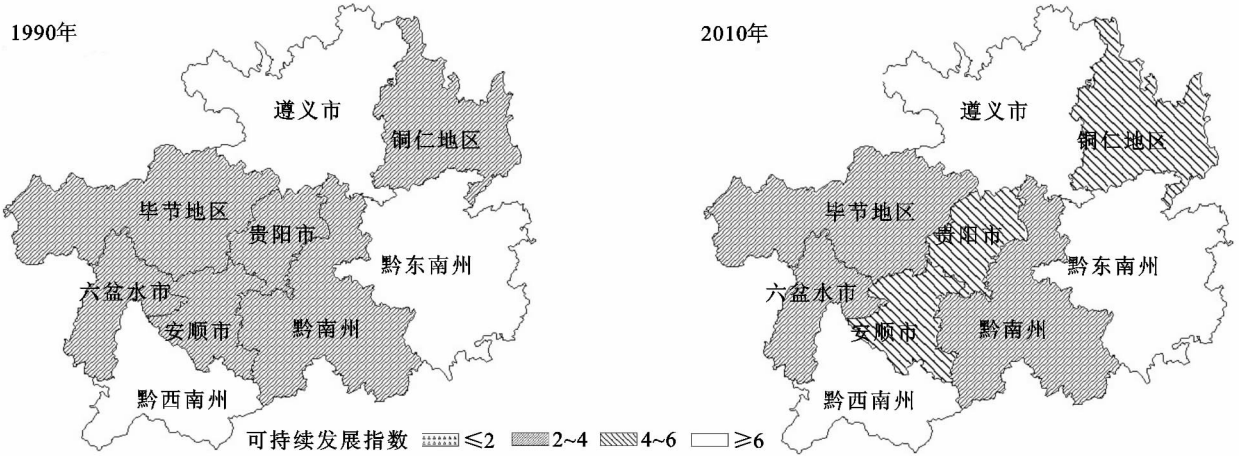 1990年
遵义市
铜仁地区
毕节地区
贵阳市
黔东南州
六盆水市
安顺市
黔南州
黔西南州
2010年
遵义市
铜仁地区
毕节地区
贵阳市
黔东南州
六盆水市
安顺市
黔南州
黔西南州
可持续发展指数 ≤2 2~4 4~6 ≥6